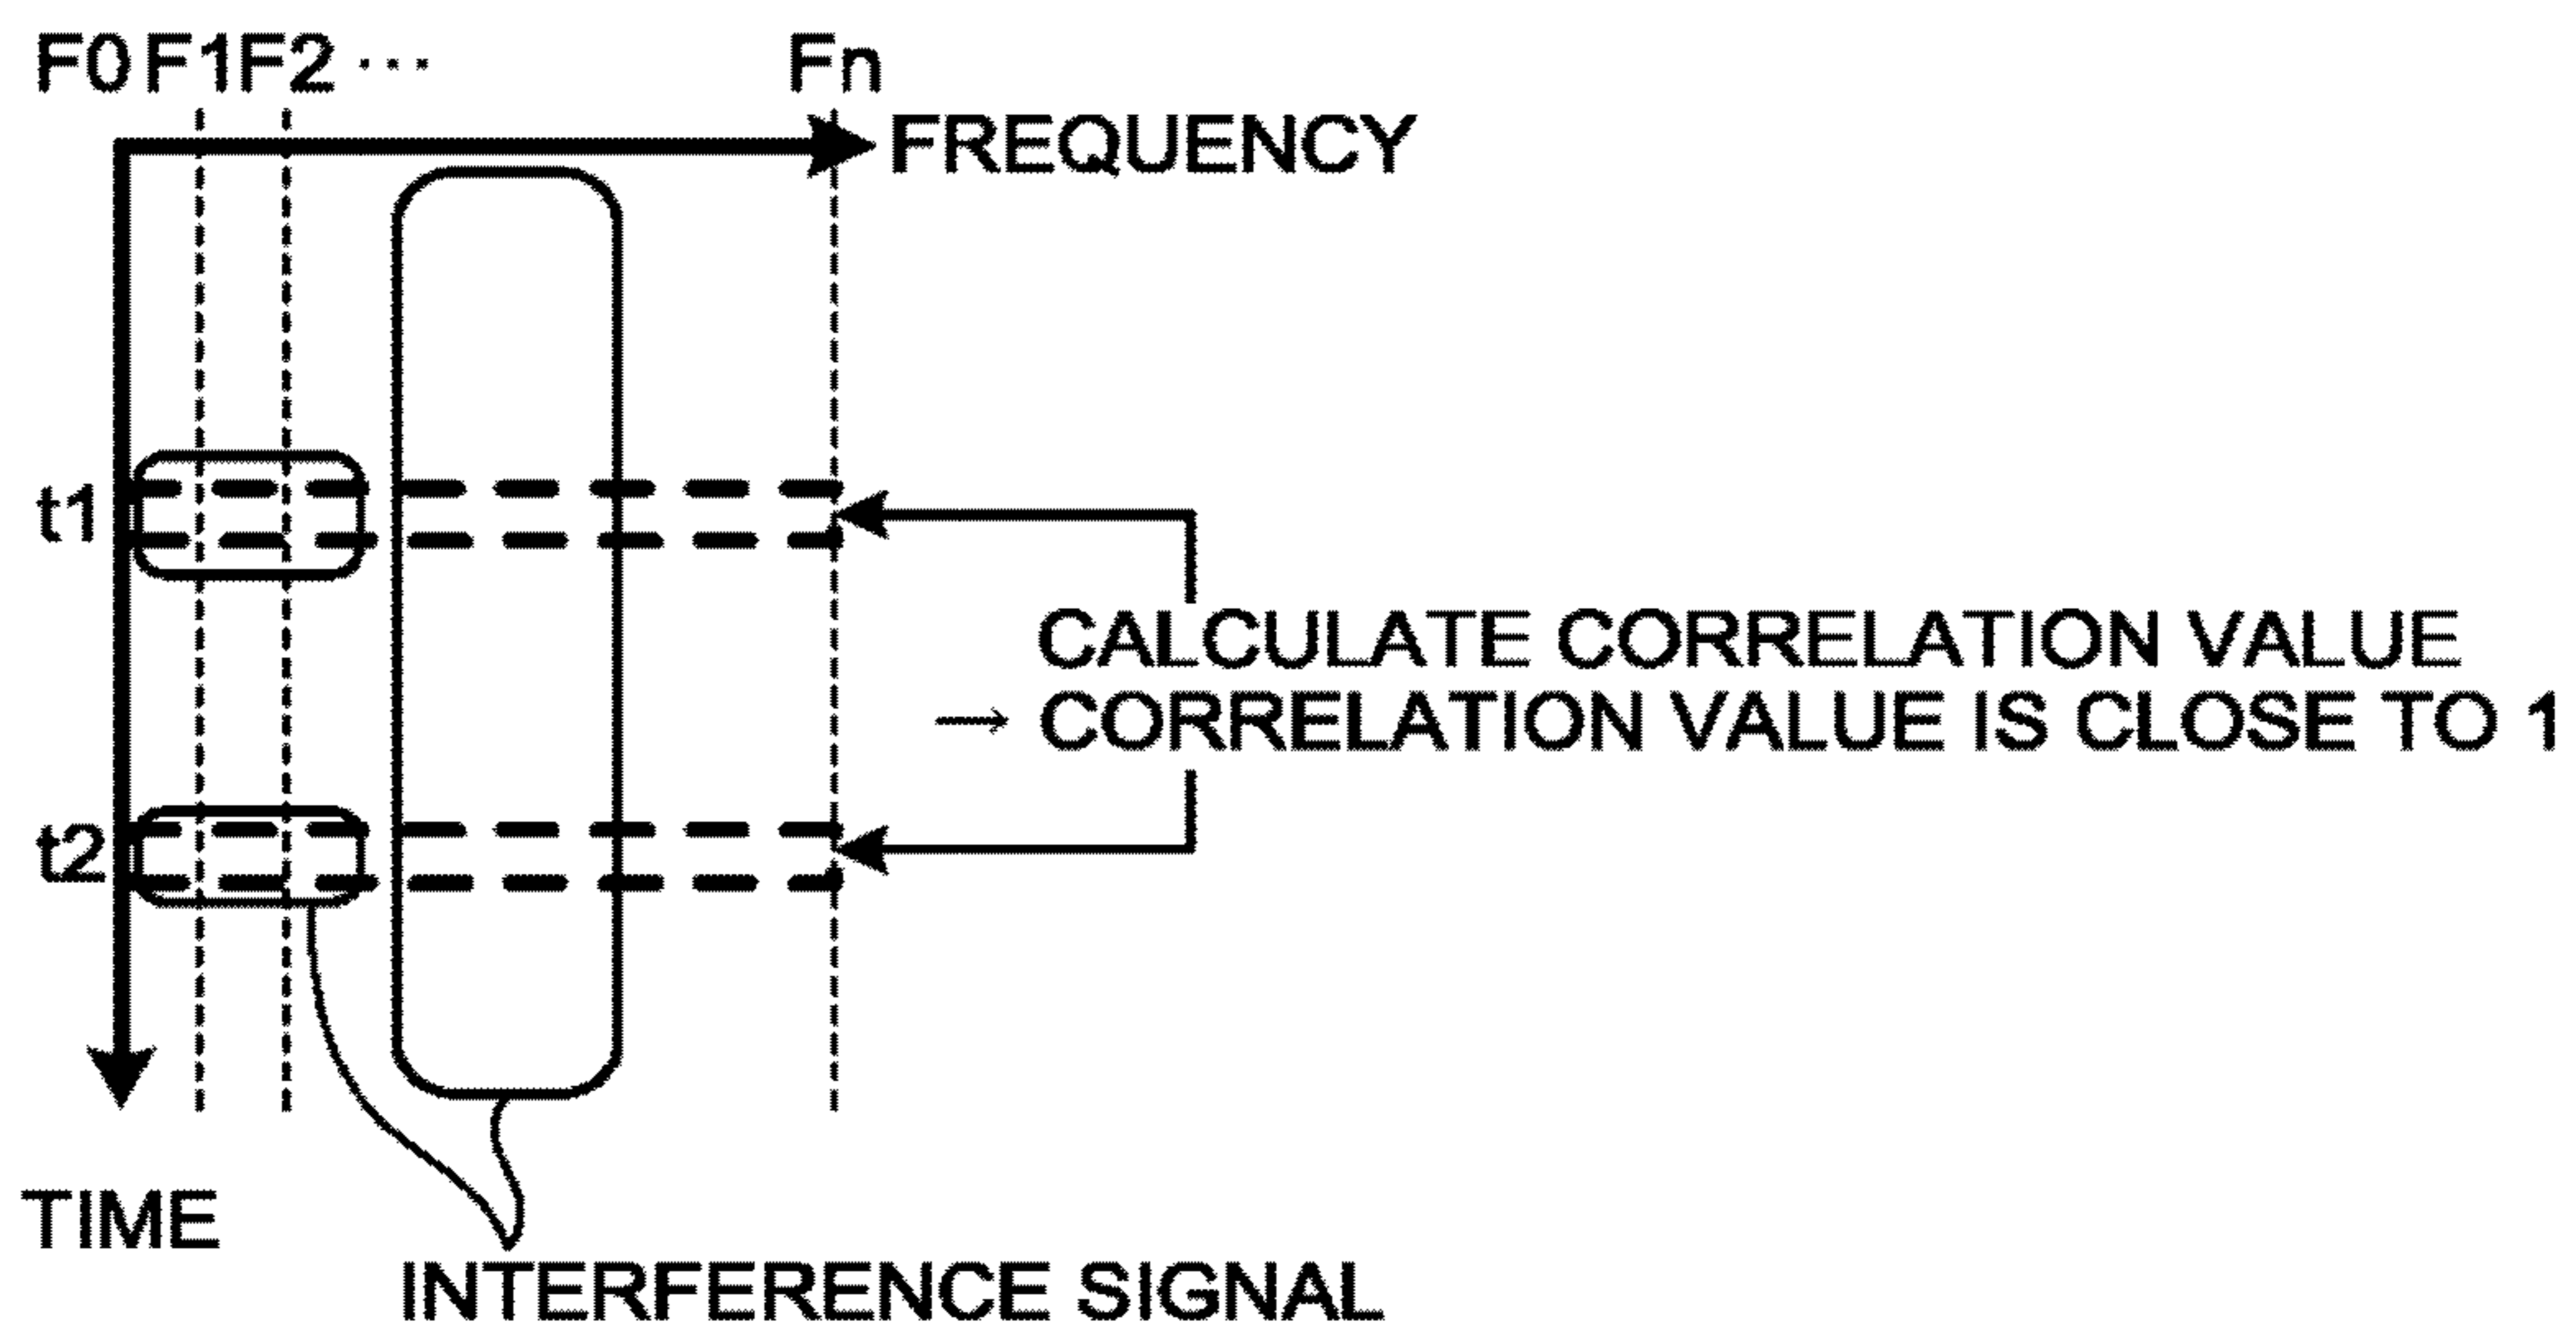 F0 F1 F2 ··· Fn
FREQUENCY
t1
CALCULATE CORRELATION VALUE
→ CORRELATION VALUE IS CLOSE TO 1
t2
TIME
INTERFERENCE SIGNAL